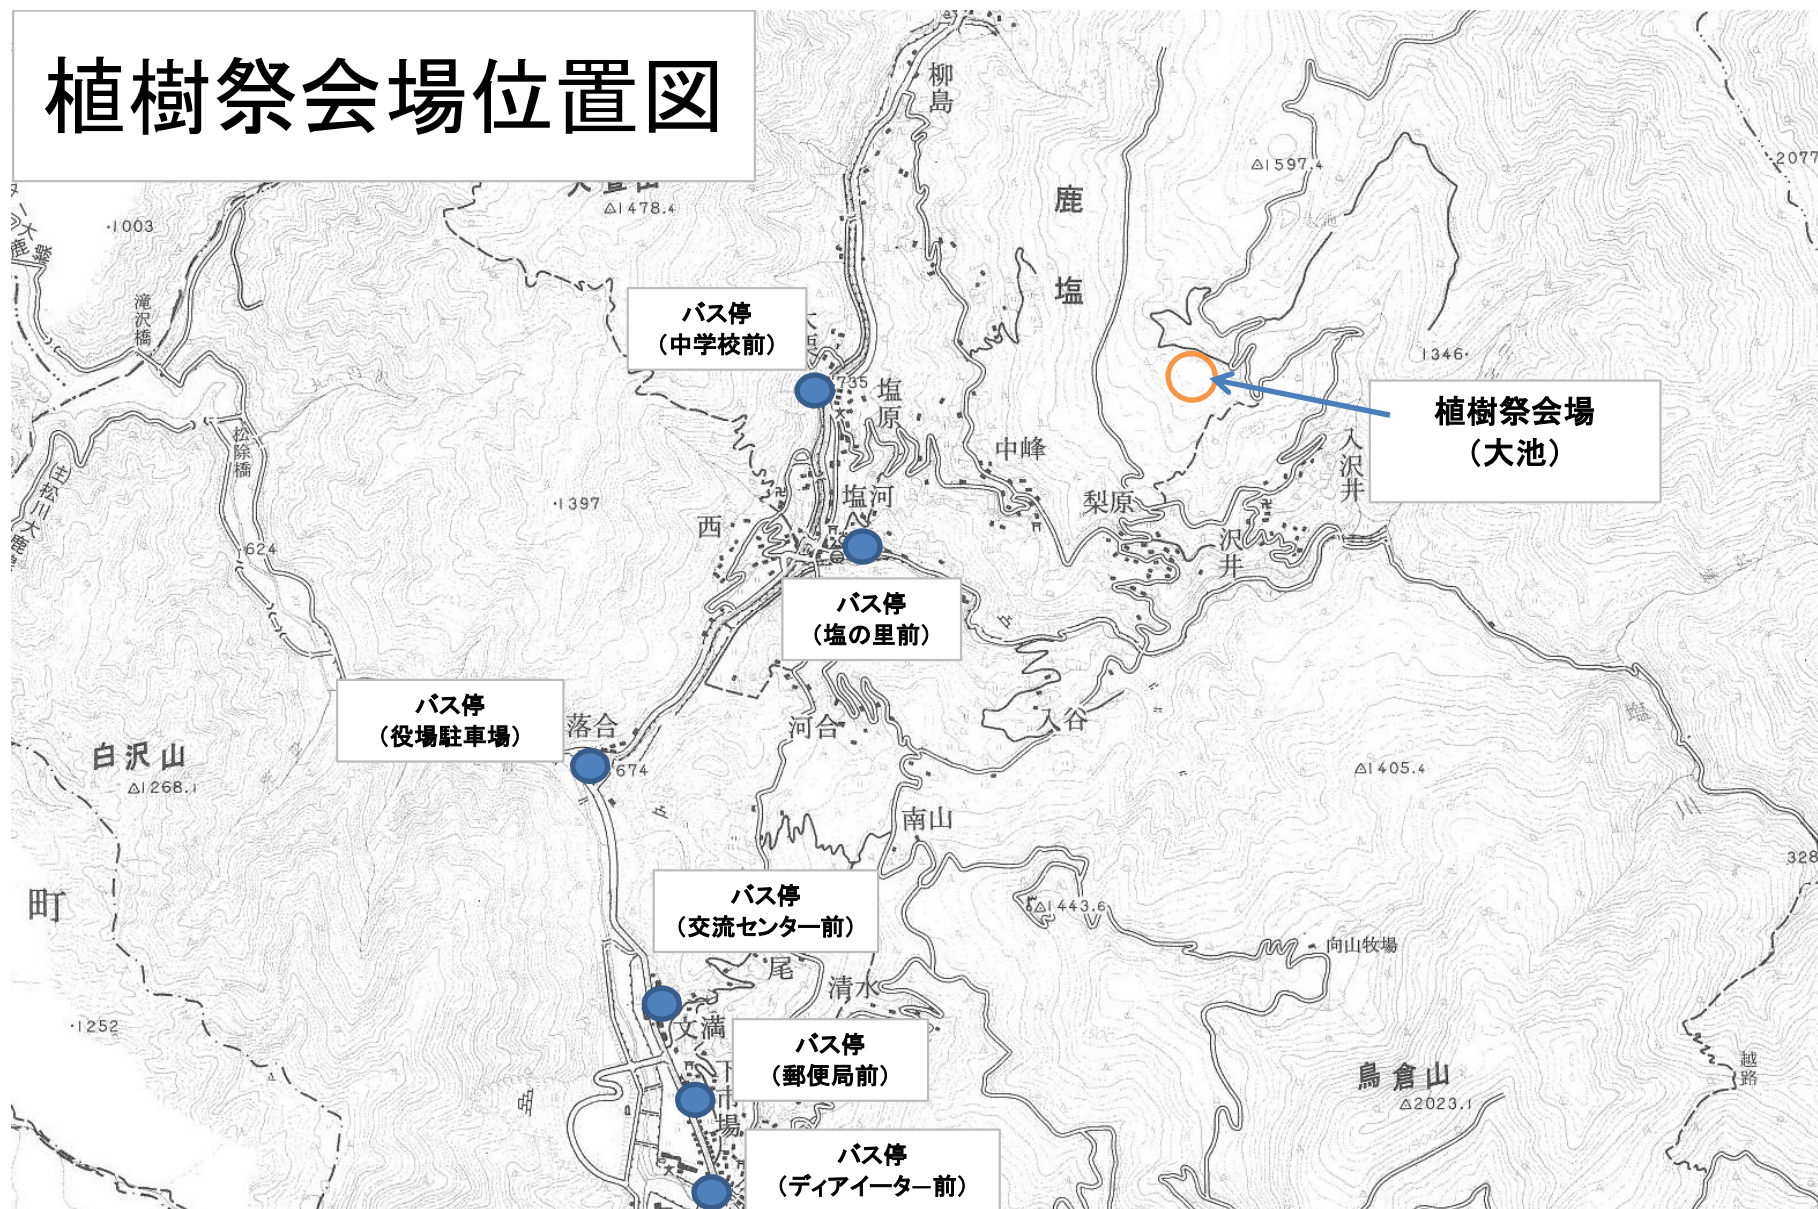 植樹祭会場位置図
柳島
△1597.4
2077
鹿塩
△1478.4
・1003
滝沢橋
バス停
（中学校前）
735
塩原
1346・
植樹祭会場
（大池）
松除橋
中峰
入沢井
・1397
塩河
梨原
西
沢井
624
バス停
（塩の里前）
バス停
（役場駐車場）
落合
河合
入谷
塩
川
白沢山
△1268.1
674
△1405.4
南山
328
町
バス停
（交流センター前）
△1443.6
向山牧場
尾
清水
・1252
文満
バス停
（郵便局前）
下市場
鳥倉山
△2023.1
越路
バス停
（ディアイーター前）